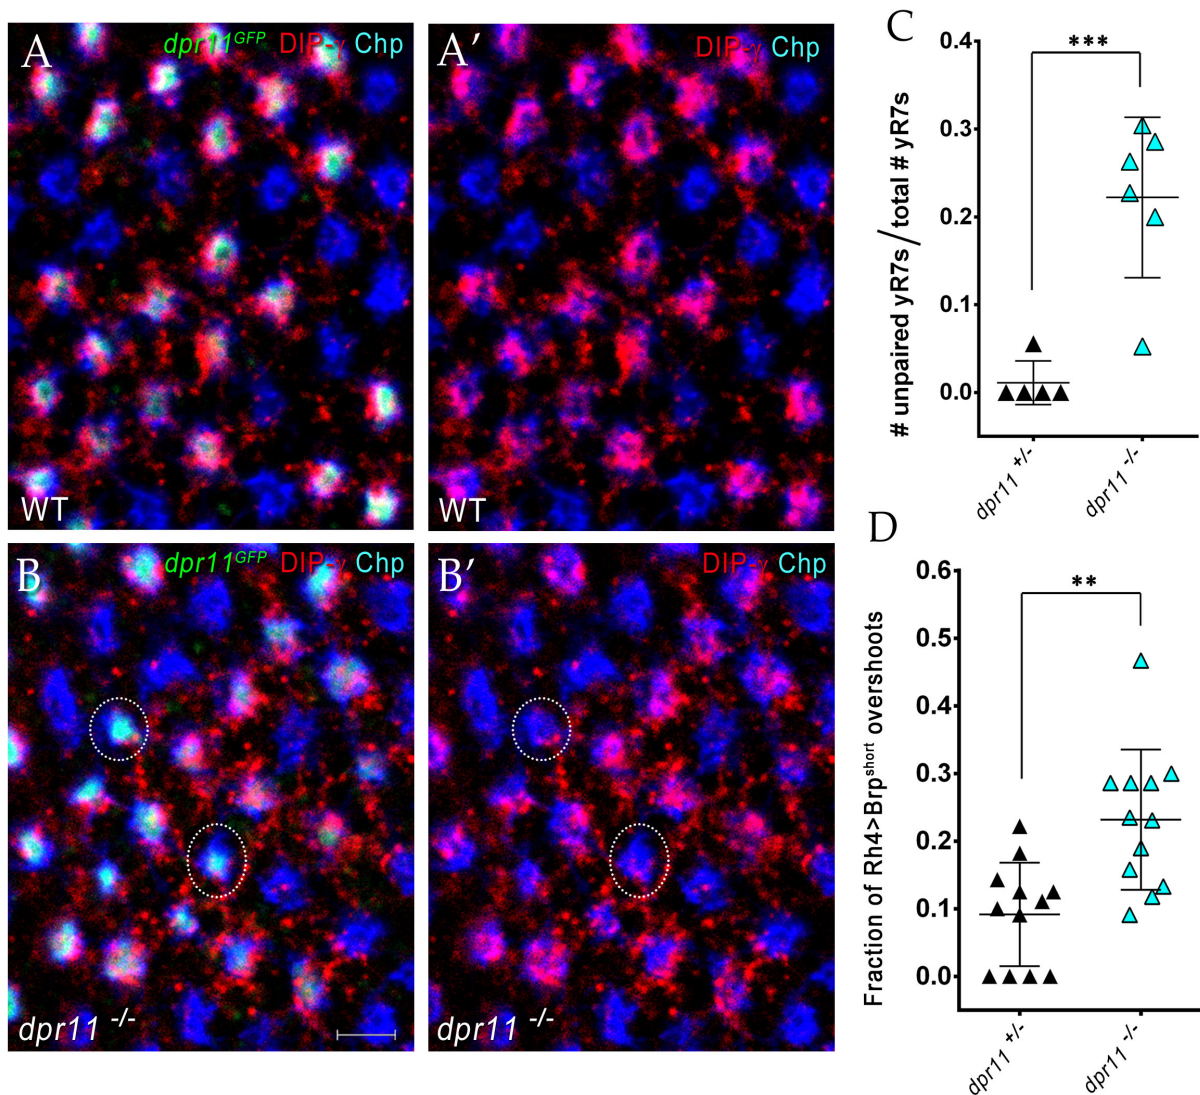 A
dpr11GFP DIP-γ Chp
WT
A′
DIP-γ Chp
WT
B
dpr11GFP DIP-γ Chp
dpr11 -/-
B′
DIP-γ Chp
dpr11 -/-
C
# unpaired yR7s / total # yR7s
0.4
0.3
0.2
0.1
0.0
***
dpr11 +/-
dpr11 -/-
D
Fraction of Rh4>Brpshort overshoots
0.6
0.5
0.4
0.3
0.2
0.1
0.0
**
dpr11 +/-
dpr11 -/-